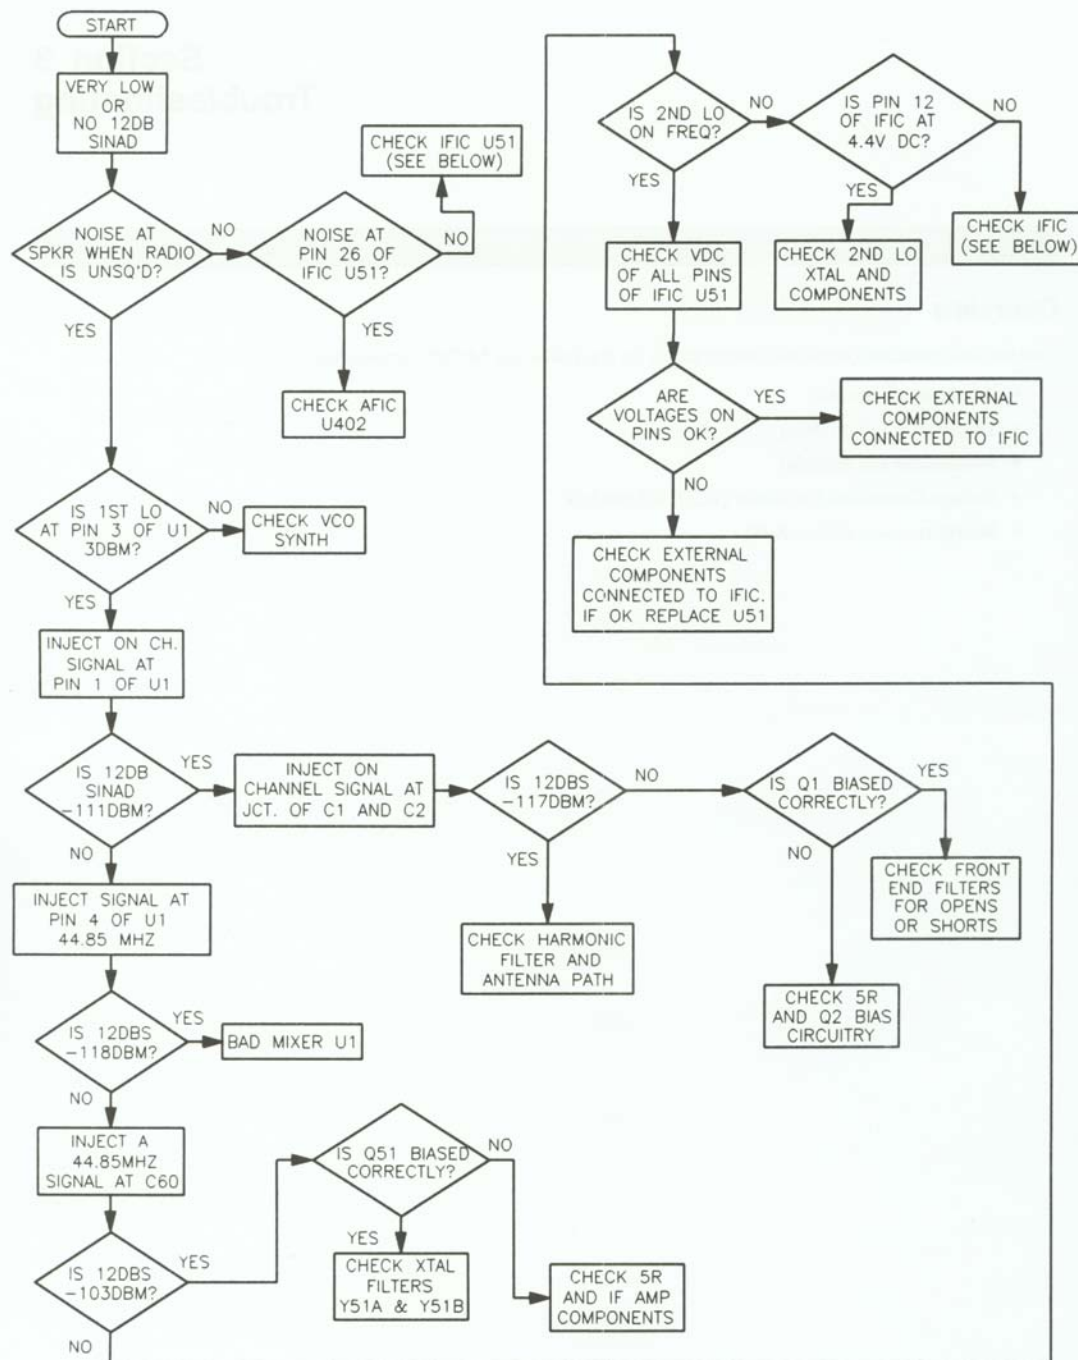 START
VERY LOW
OR
NO 12DB
SINAD
NOISE AT
SPKR WHEN RADIO
IS UNSQ'D?
NO
YES
NOISE AT
PIN 26 OF
IFIC U51?
NO
YES
CHECK IFIC U51
(SEE BELOW)
CHECK AFIC
U402
IS 1ST LO
AT PIN 3 OF U1
3DBM?
NO
YES
CHECK VCO
SYNTH
INJECT ON CH.
SIGNAL AT
PIN 1 OF U1
IS 12DB
SINAD
-111DBM?
YES
NO
INJECT ON
CHANNEL SIGNAL AT
JCT. OF C1 AND C2
IS 12DBS
-117DBM?
NO
YES
CHECK HARMONIC
FILTER AND
ANTENNA PATH
IS Q1 BIASED
CORRECTLY?
YES
NO
CHECK FRONT
END FILTERS
FOR OPENS
OR SHORTS
CHECK 5R
AND Q2 BIAS
CIRCUITRY
INJECT SIGNAL AT
PIN 4 OF U1
44.85 MHZ
IS 12DBS
-118DBM?
YES
NO
BAD MIXER U1
INJECT A
44.85MHZ
SIGNAL AT C60
IS 12DBS
-103DBM?
YES
NO
IS Q51 BIASED
CORRECTLY?
NO
YES
CHECK XTAL
FILTERS
Y51A & Y51B
CHECK 5R
AND IF AMP
COMPONENTS
IS 2ND LO
ON FREQ?
NO
YES
IS PIN 12
OF IFIC AT
4.4V DC?
NO
YES
CHECK IFIC
(SEE BELOW)
CHECK 2ND LO
XTAL AND
COMPONENTS
CHECK VDC
OF ALL PINS
OF IFIC U51
ARE
VOLTAGES ON
PINS OK?
YES
NO
CHECK EXTERNAL
COMPONENTS
CONNECTED TO IFIC
CHECK EXTERNAL
COMPONENTS
CONNECTED TO IFIC.
IF OK REPLACE U51